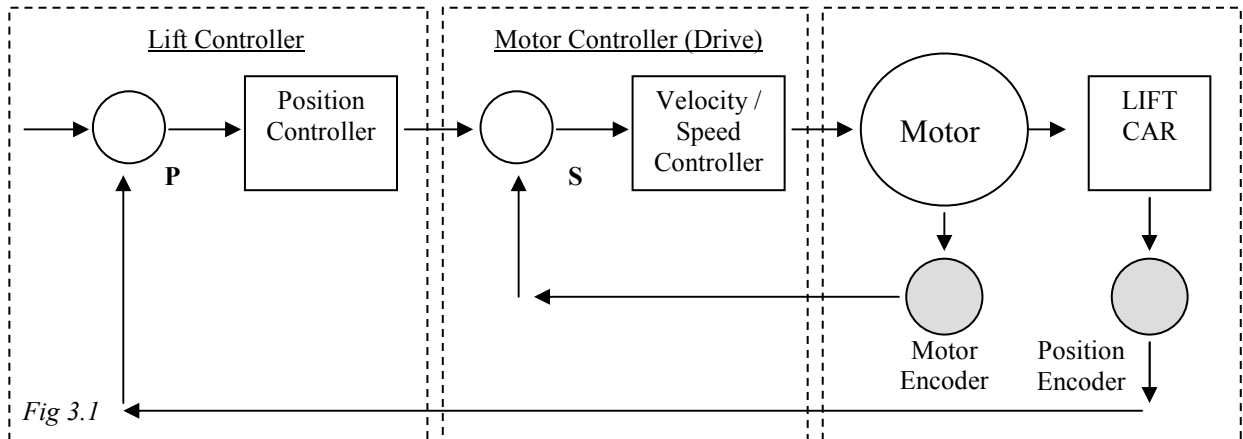 Lift Controller
Motor Controller (Drive)
Position
Controller
P
Velocity /
Speed
Controller
S
Motor
LIFT
CAR
Motor
Encoder
Position
Encoder
Fig 3.1